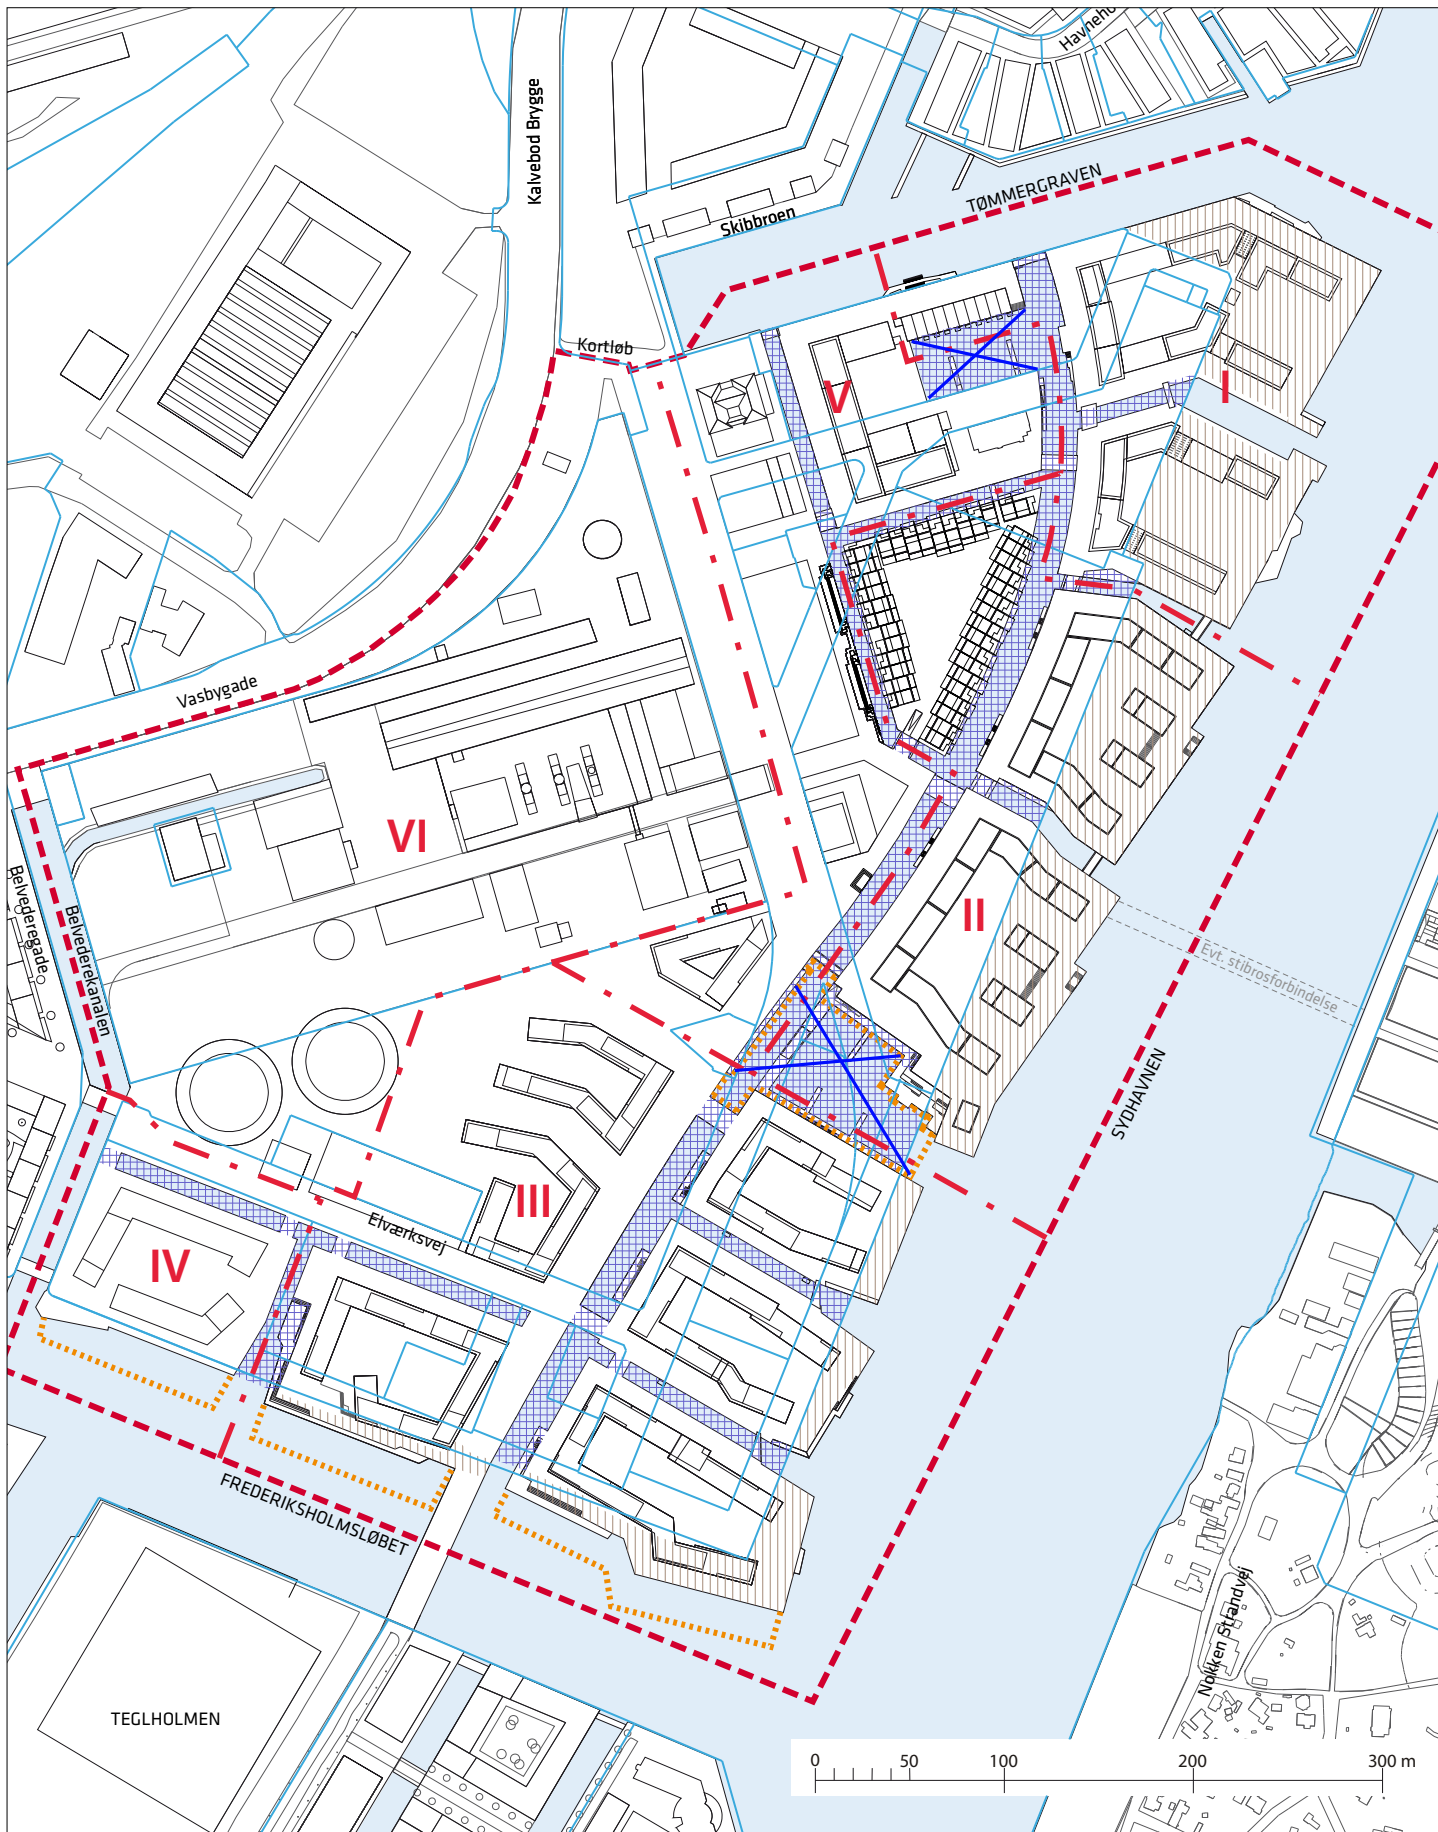 Havneho
Kalvebod Brygge
TØMMERGRAVEN
Skibbroen
Kortløb
V
I
Vasbygade
VI
II
Belvederegade
Belvederekanalen
Evt. stibrosforbindelse
SYDHAVNEN
III
Elværksvej
IV
FREDERIKSHOLMSLØBET
Nokken Strandvej
TEGLHOLMEN
0 50 100 200 300 m